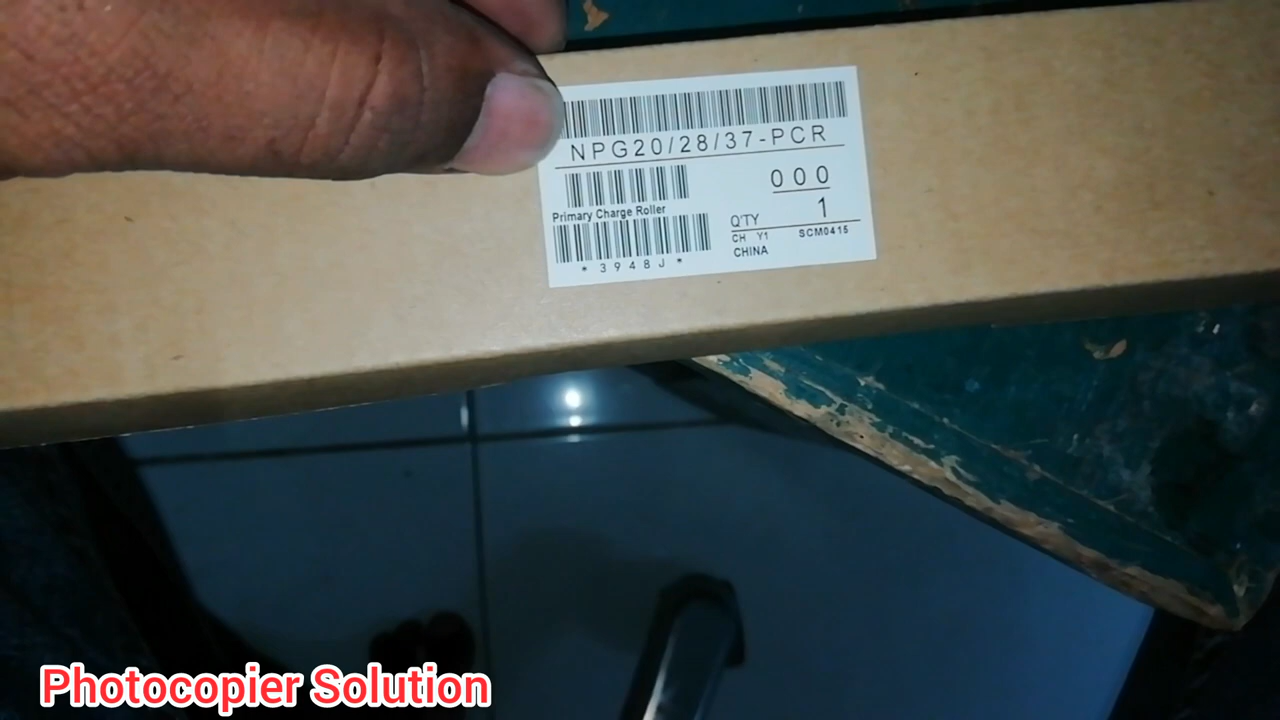 NPG20/28/37-PCR
000
Primary Charge Roller
Q'TY 1
CH Y1 SCM0415
CHINA
*3948J*
Photocopier Solution